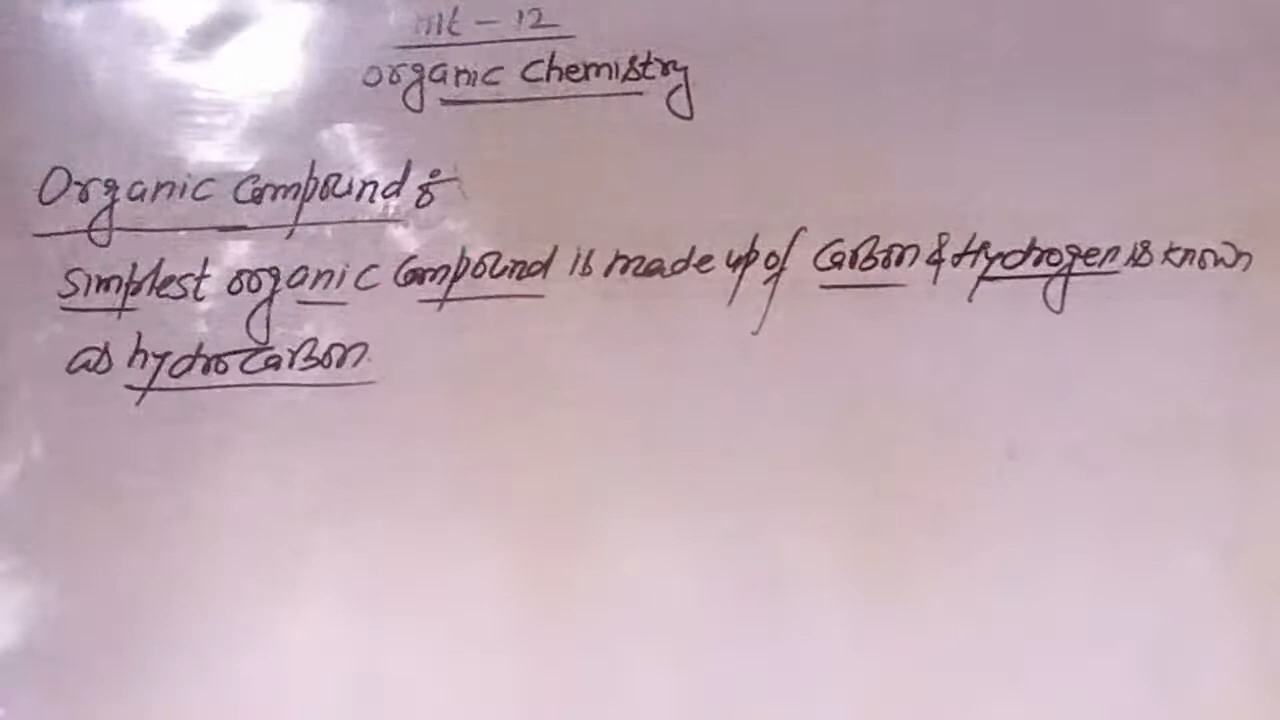 - 12
organic chemistry
Organic Compound :-
Simplest organic Compound is made up of Carbon & Hydrogen is known
as hydrocarbon.